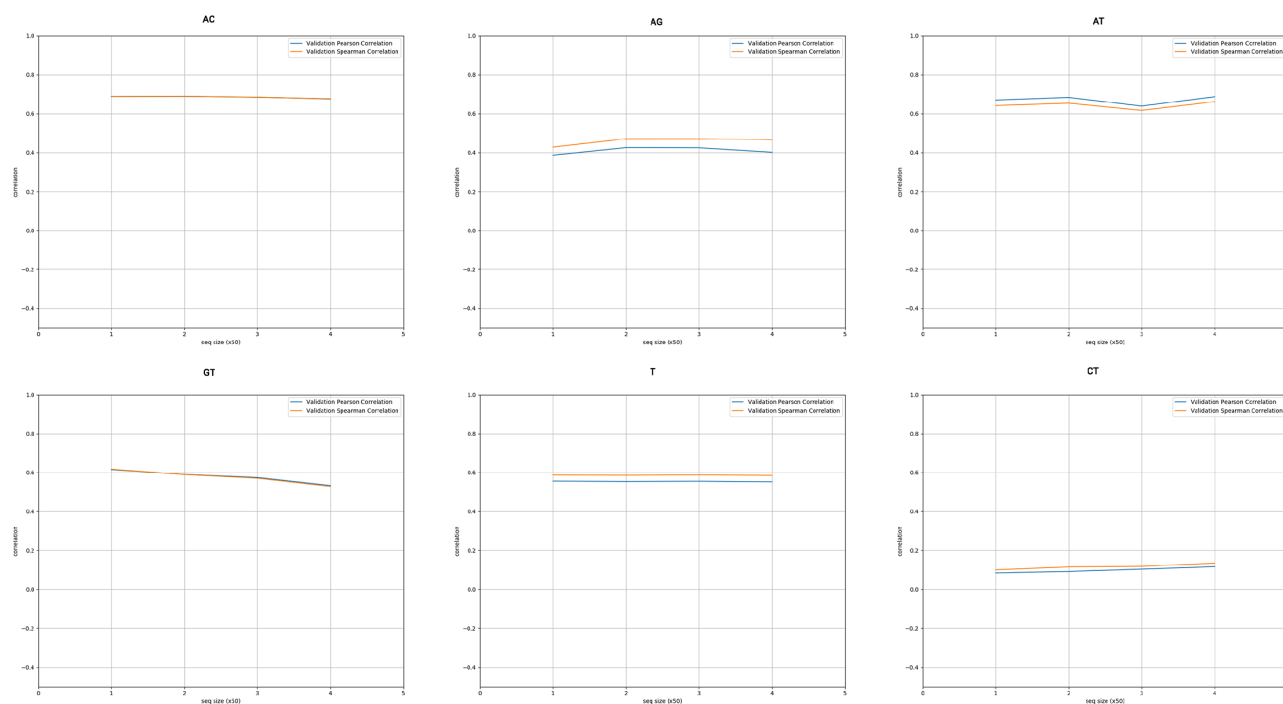 AC
1.0
0.8
0.6
0.4
0.2
0.0
−0.2
−0.4
correlation
0 1 2 3 4 5
seq size (x50)
Validation Pearson Correlation
Validation Spearman Correlation
AG
1.0
0.8
0.6
0.4
0.2
0.0
−0.2
−0.4
correlation
0 1 2 3 4 5
seq size (x50)
Validation Pearson Correlation
Validation Spearman Correlation
AT
1.0
0.8
0.6
0.4
0.2
0.0
−0.2
−0.4
correlation
0 1 2 3 4
seq size (x50)
Validation Pearson Correlation
Validation Spearman Correlation
GT
1.0
0.8
0.6
0.4
0.2
0.0
−0.2
−0.4
correlation
0 1 2 3 4 5
seq size (x50)
Validation Pearson Correlation
Validation Spearman Correlation
T
1.0
0.8
0.6
0.4
0.2
0.0
−0.2
−0.4
correlation
0 1 2 3 4 5
seq size (x50)
Validation Pearson Correlation
Validation Spearman Correlation
CT
1.0
0.8
0.6
0.4
0.2
0.0
−0.2
−0.4
correlation
0 1 2 3 4
seq size (x50)
Validation Pearson Correlation
Validation Spearman Correlation